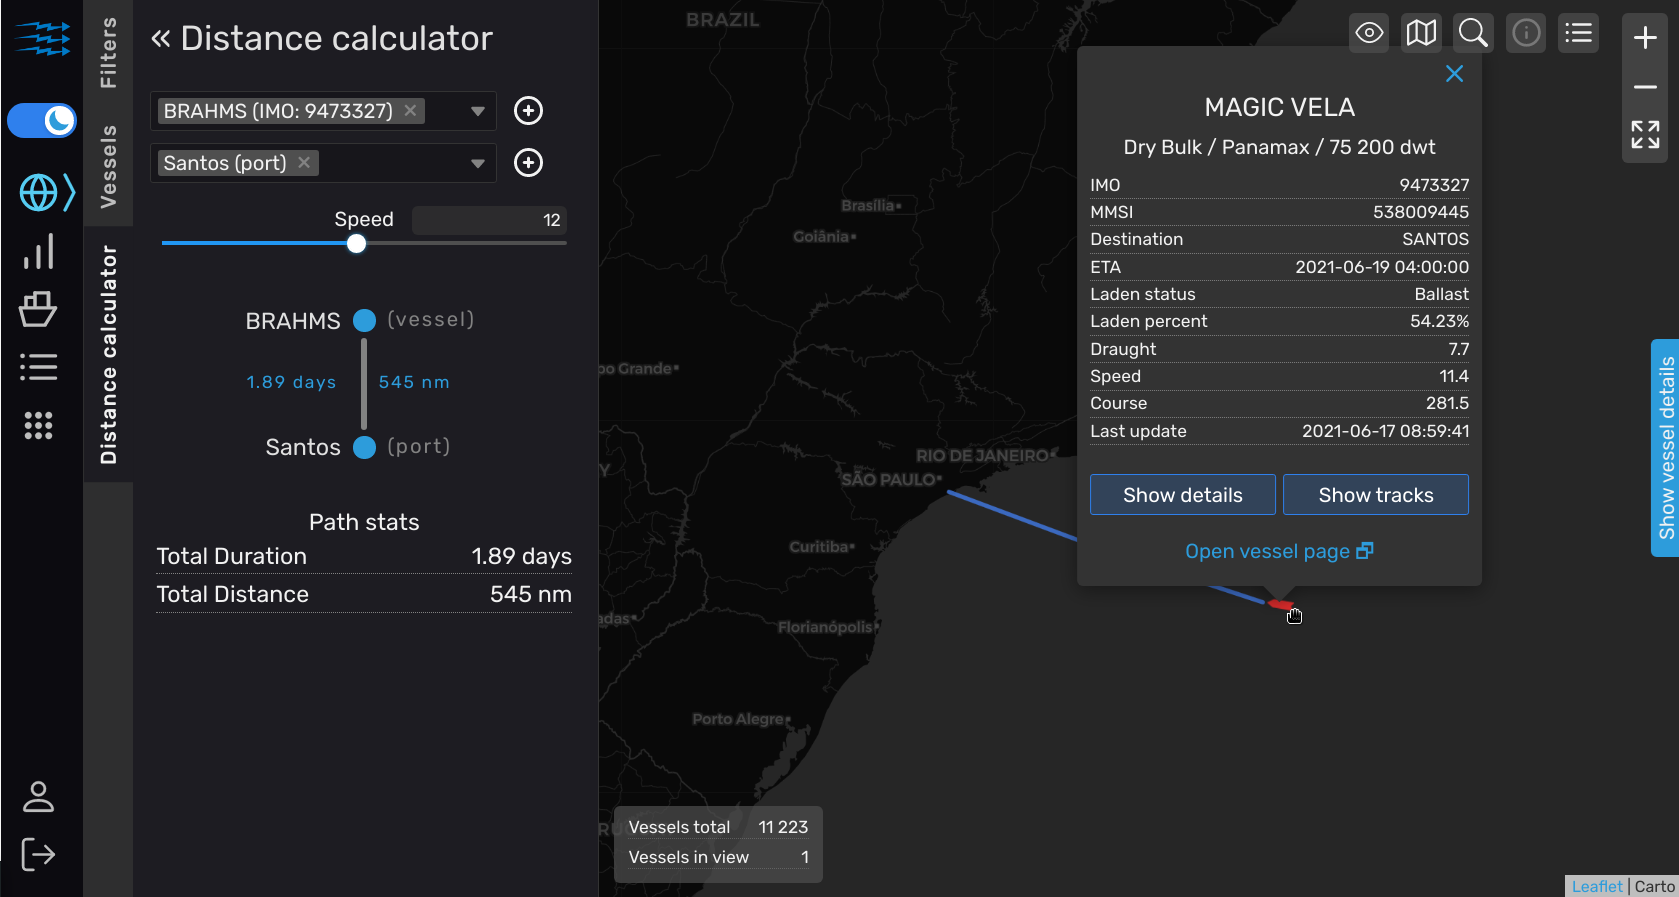 Filters
Vessels
Distance calculator
« Distance calculator
BRAHMS (IMO: 9473327) ×
Santos (port) ×
Speed 12
BRAHMS (vessel)
1.89 days 545 nm
Santos (port)
Path stats
Total Duration 1.89 days
Total Distance 545 nm
BRAZIL
Brasília
Goiânia
po Grande
RIO DE JANEIRO
SÃO PAULO
Curitiba
adas
Florianópolis
Porto Alegre
MAGIC VELA
Dry Bulk / Panamax / 75 200 dwt
IMO 9473327
MMSI 538009445
Destination SANTOS
ETA 2021-06-19 04:00:00
Laden status Ballast
Laden percent 54.23%
Draught 7.7
Speed 11.4
Course 281.5
Last update 2021-06-17 08:59:41
Show details Show tracks
Open vessel page
Show vessel details
Vessels total 11 223
Vessels in view 1
Leaflet | Carto